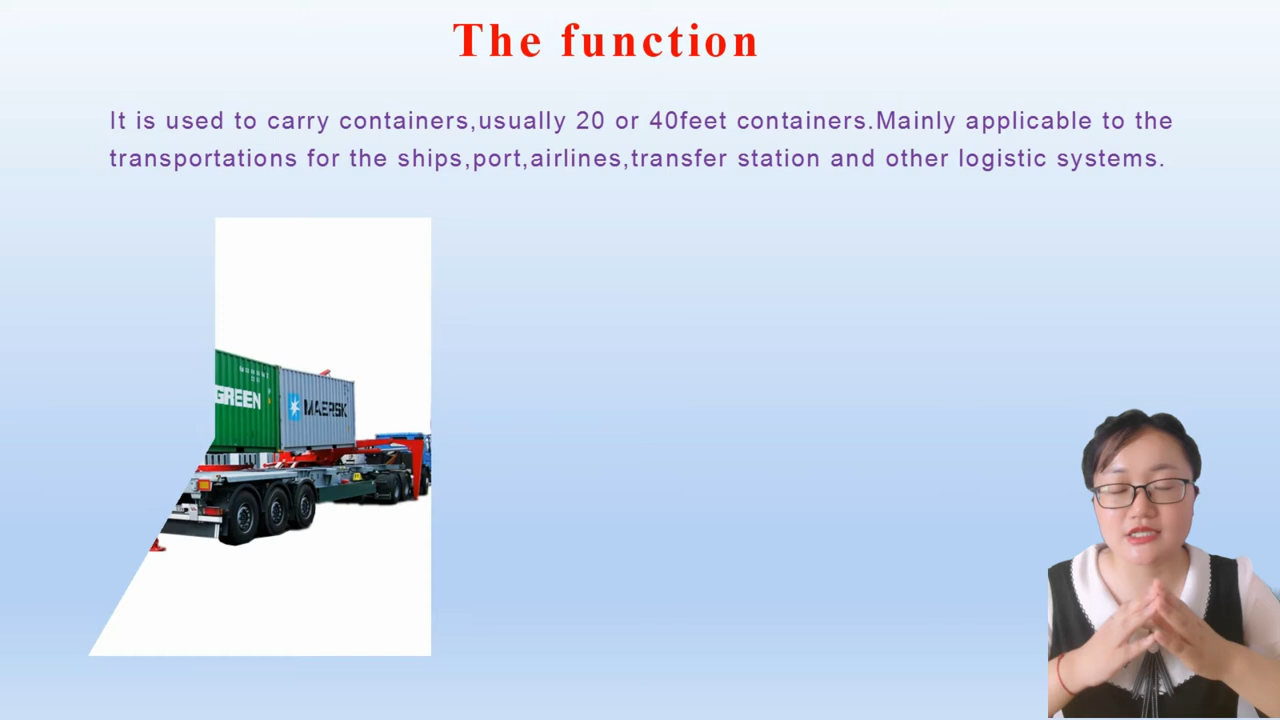 The function
It is used to carry containers,usually 20 or 40feet containers.Mainly applicable to the
transportations for the ships,port,airlines,transfer station and other logistic systems.
GREEN
MAERSK